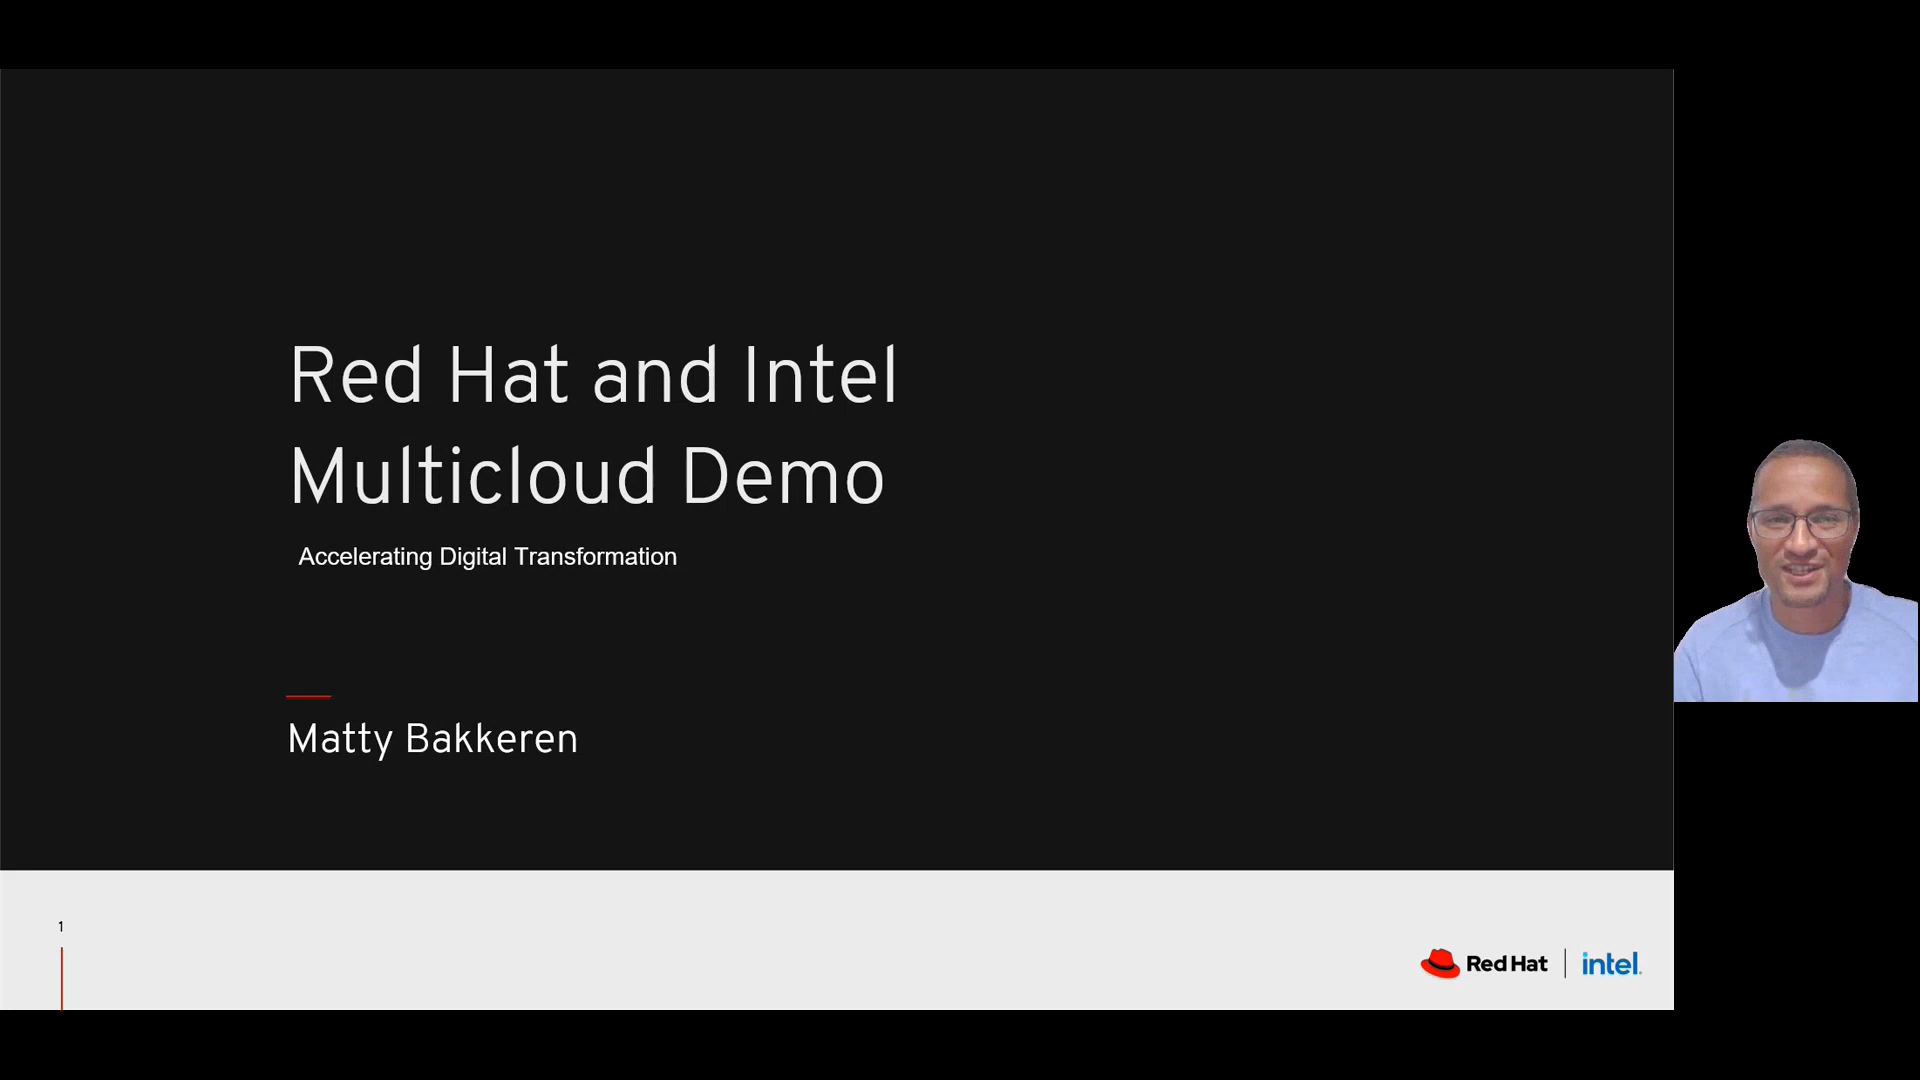 Red Hat and Intel
Multicloud Demo
Accelerating Digital Transformation
Matty Bakkeren
1
Red Hat
intel.